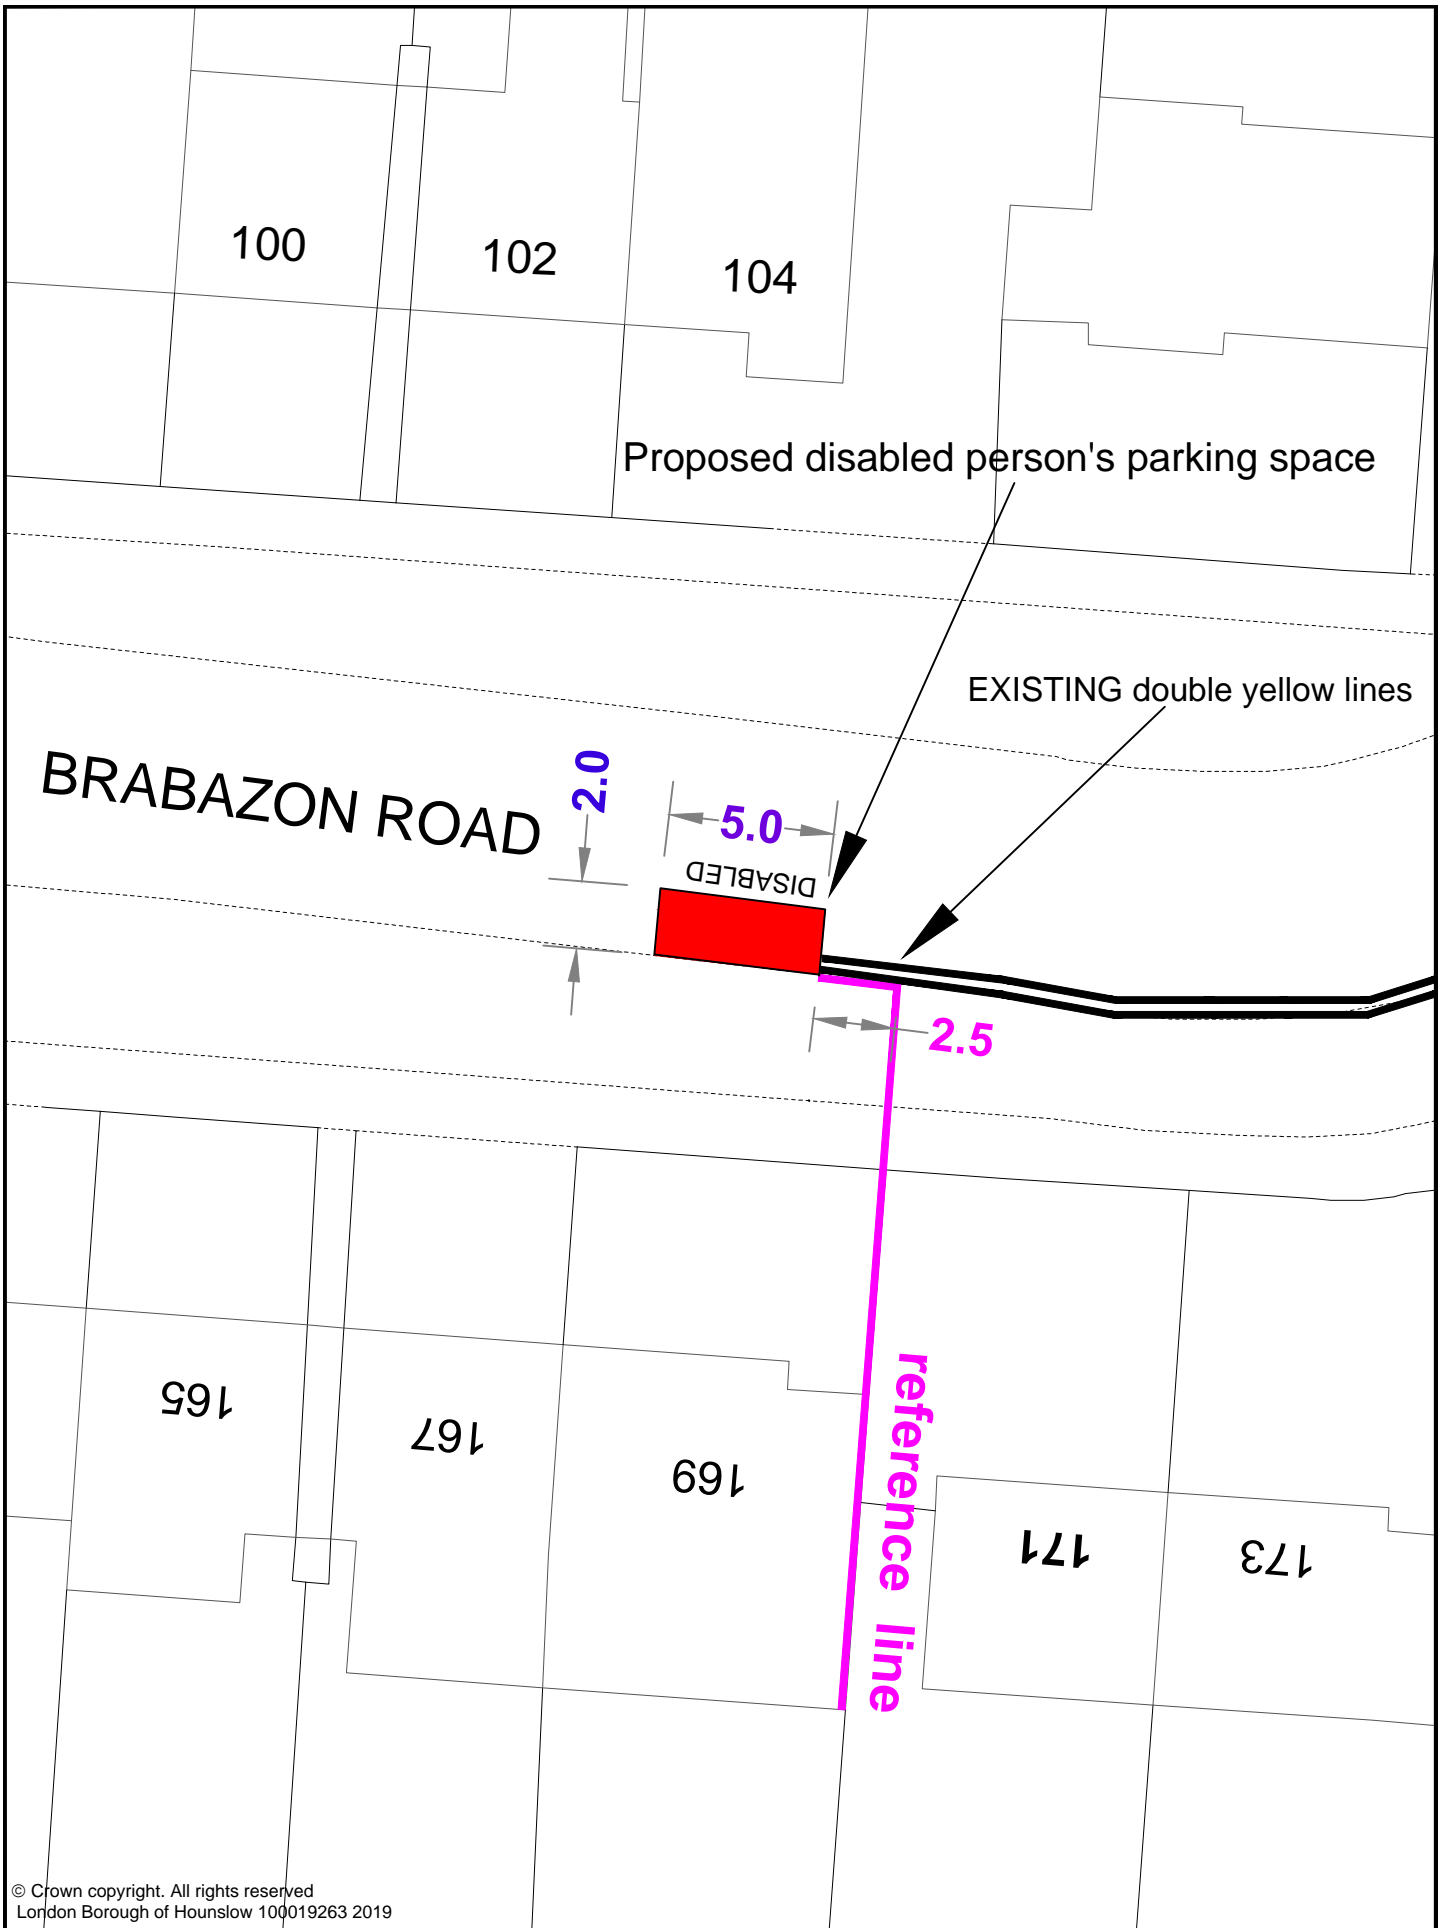 100
102
104
Proposed disabled person's parking space
EXISTING double yellow lines
BRABAZON ROAD
2.0
5.0
DISABLED
2.5
reference line
165
167
169
171
173
© Crown copyright. All rights reserved
London Borough of Hounslow 100019263 2019